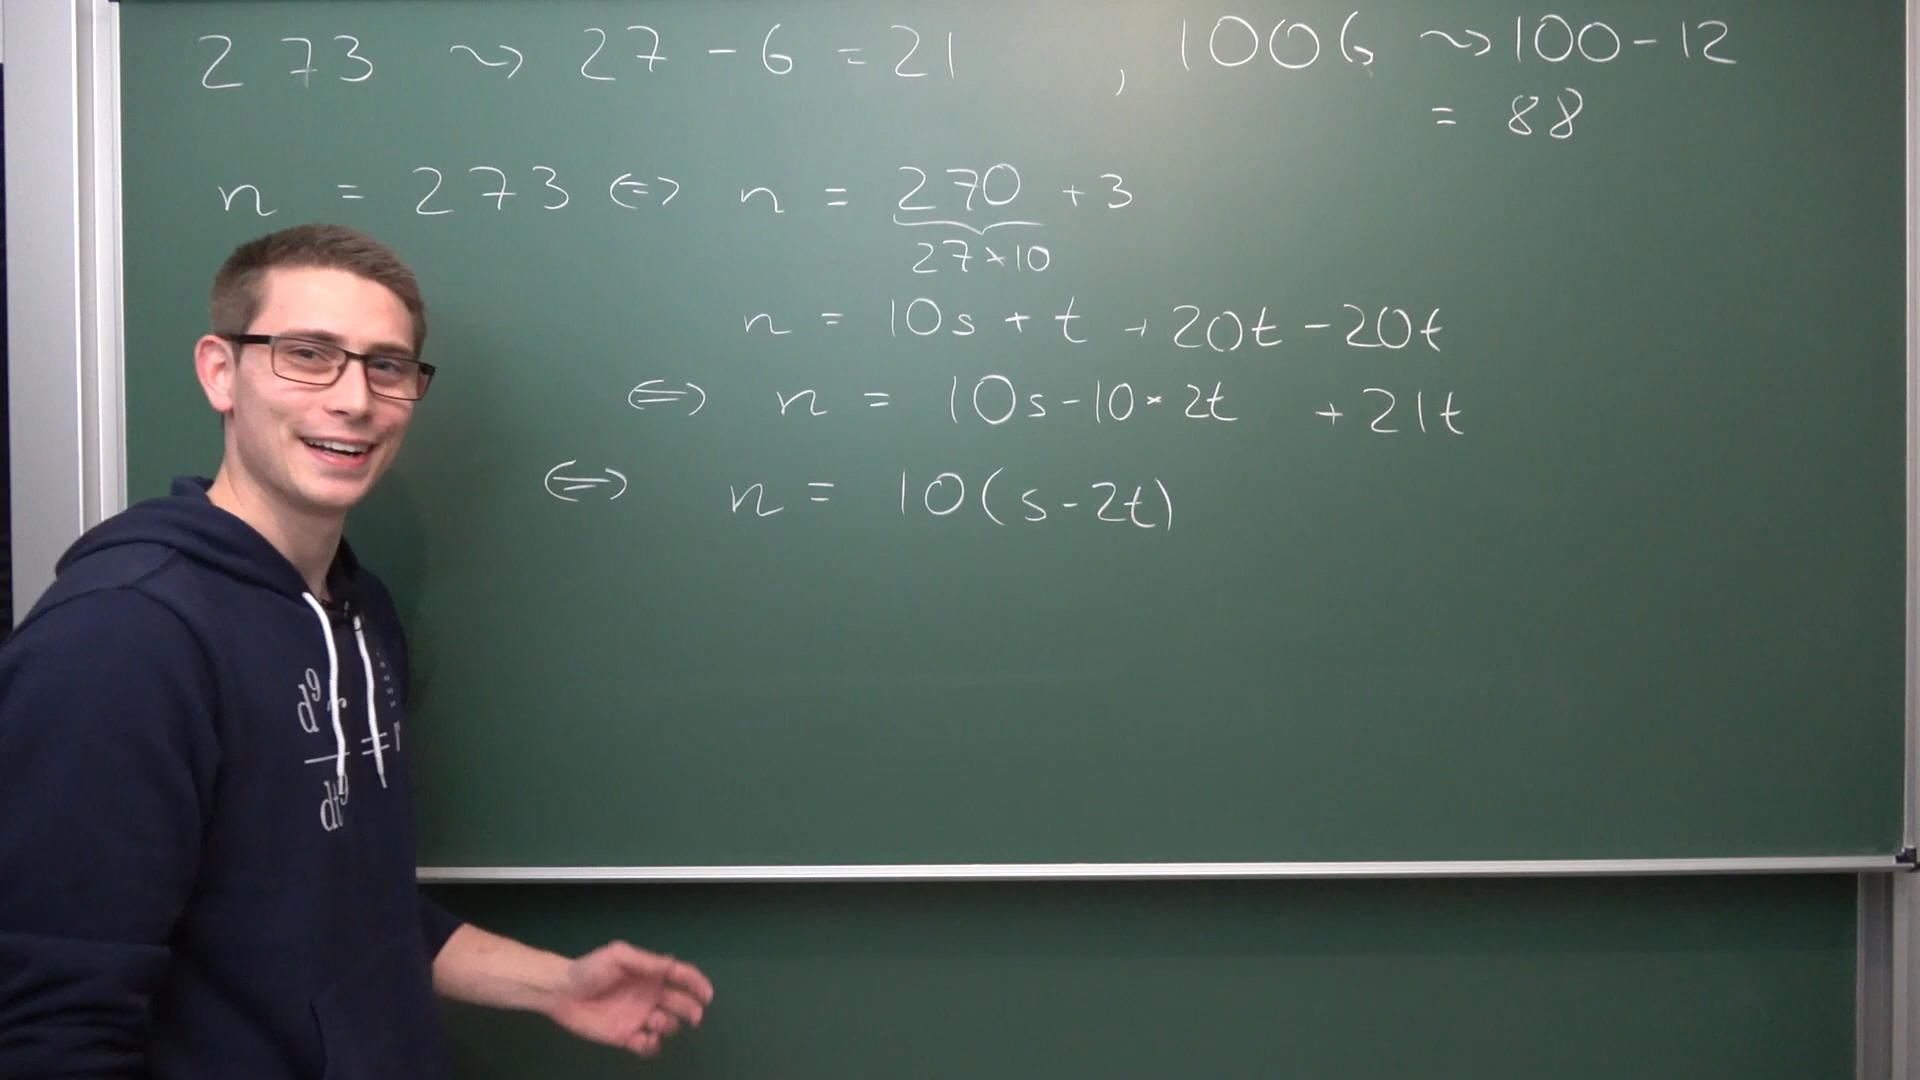 273 ⤳ 27 - 6 = 21 , 1006 ⤳ 100 - 12
= 88
n = 273 ⇔ n = 270 + 3
27×10
n = 10s + t + 20t - 20t
⇔ n = 10s - 10 · 2t + 21t
⇔ n = 10(s - 2t)